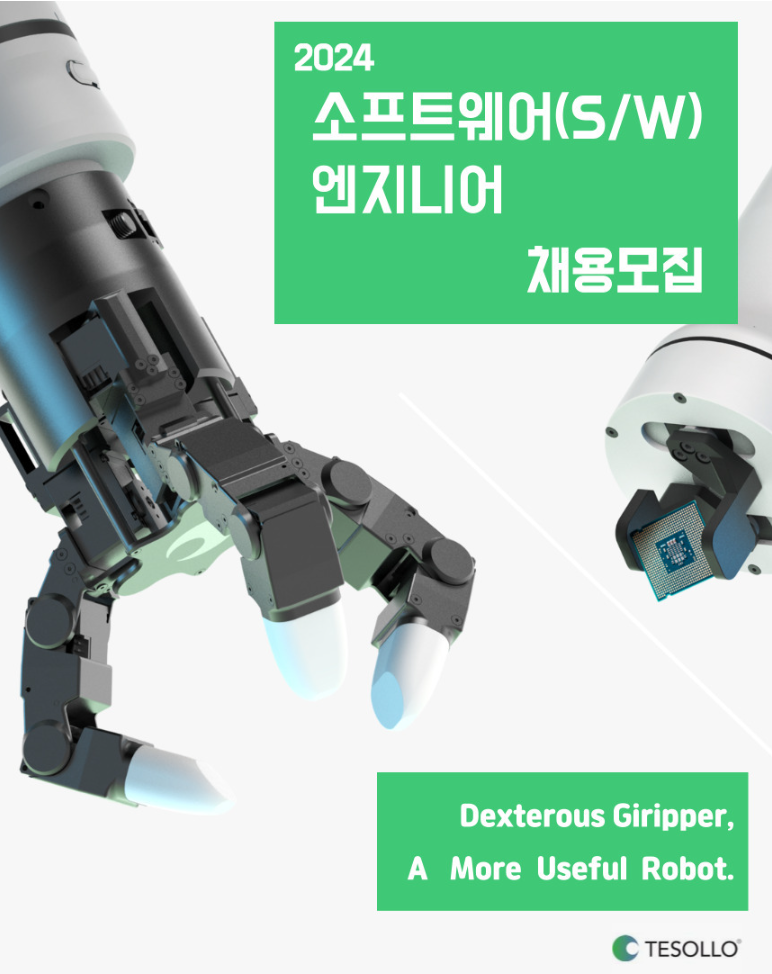 2024
소프트웨어(S/W)
엔지니어
채용모집
Dexterous Giripper,
A More Useful Robot.
TESOLLO®